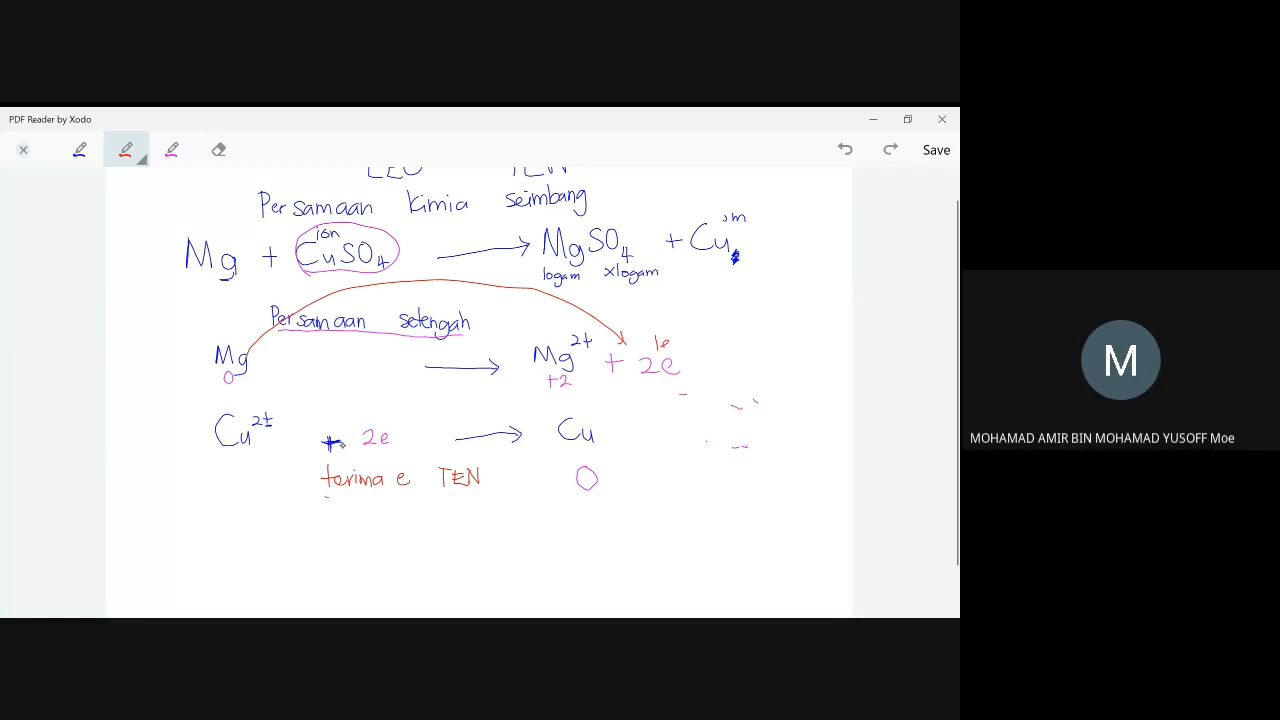 PDF Reader by Xodo
Save
Persamaan kimia seimbang
Mg + CuSO4 → MgSO4 + Cu
ion
logam xlogam
Persamaan setengah
Mg → Mg2+ + 2e
0 +2
Cu2+ + 2e → Cu
terima e TEN 0
M
MOHAMAD AMIR BIN MOHAMAD YUSOFF Moe